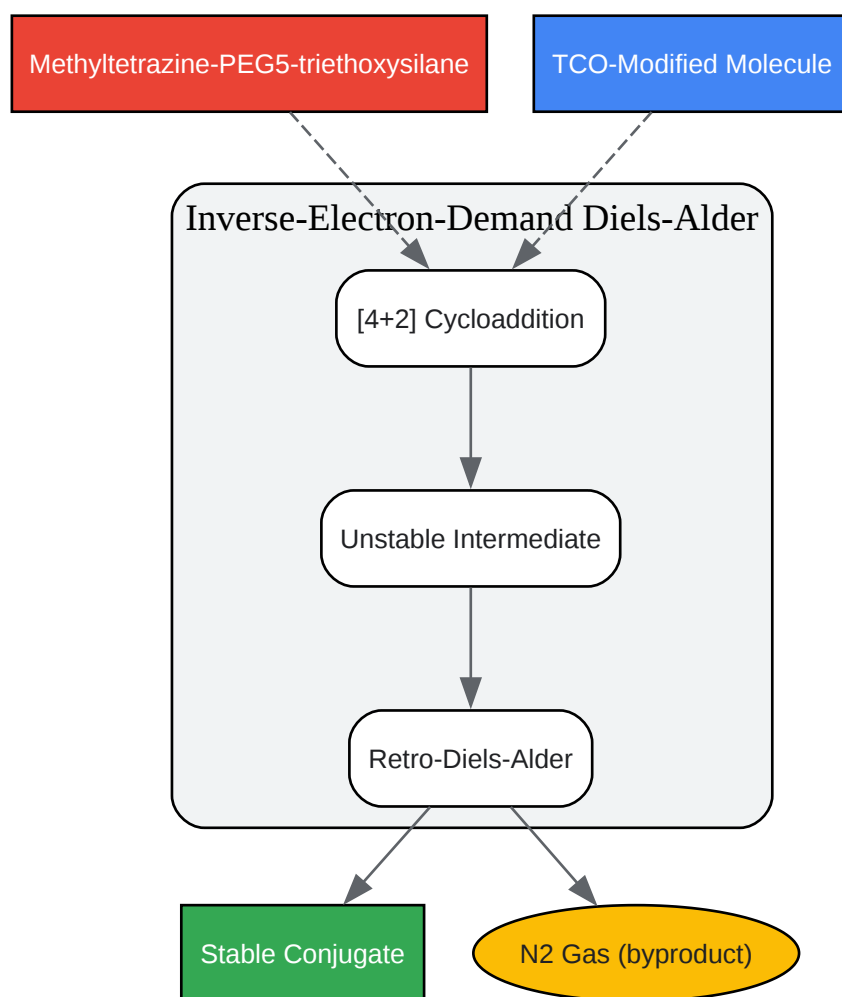 Methyltetrazine-PEG5-triethoxysilane
TCO-Modified Molecule
Inverse-Electron-Demand Diels-Alder
[4+2] Cycloaddition
Unstable Intermediate
Retro-Diels-Alder
Stable Conjugate
N2 Gas (byproduct)